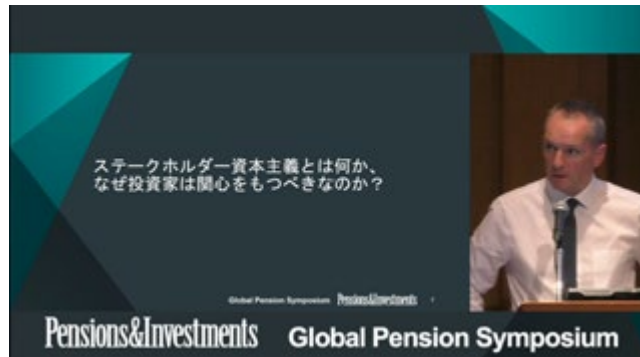 ステークホルダー資本主義とは何か、
なぜ投資家は関心をもつべきなのか？
Global Pension Symposium Pensions&Investments
Pensions&Investments Global Pension Symposium